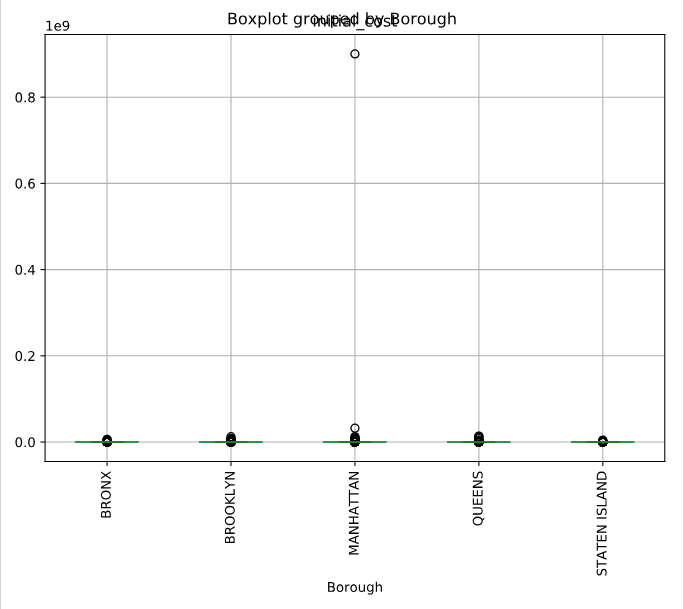 Boxplot grouped by Borough
initial_cost
1e9
0.8
0.6
0.4
0.2
0.0
BRONX
BROOKLYN
MANHATTAN
QUEENS
STATEN ISLAND
Borough